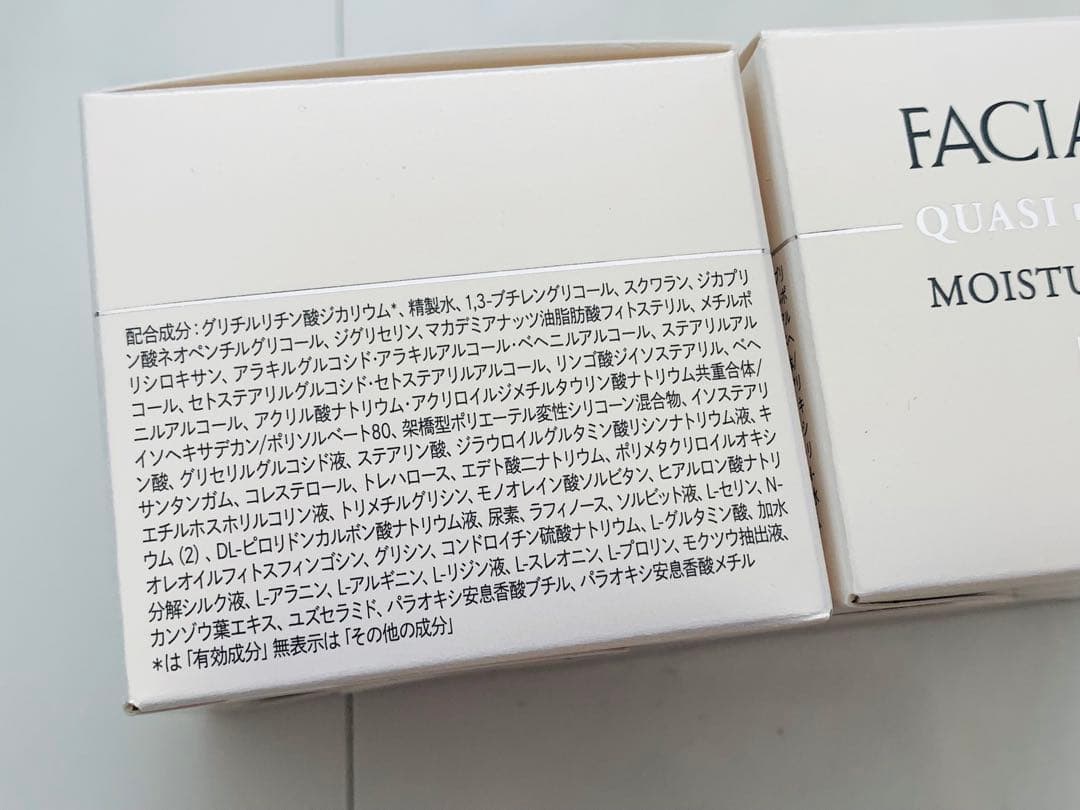 配合成分：グリチルリチン酸ジカリウム*、精製水、1,3-ブチレングリコール、スクワラン、ジカプリ
ン酸ネオペンチルグリコール、ジグリセリン、マカデミアナッツ油脂肪酸フィトステリル、メチルポ
リシロキサン、アラキルグルコシド・アラキルアルコール・ベヘニルアルコール、ステアリルアル
コール、セトステアリルグルコシド・セトステアリルアルコール、リンゴ酸ジイソステアリル、ベヘ
ニルアルコール、アクリル酸ナトリウム・アクリロイルジメチルタウリン酸ナトリウム共重合体/
イソヘキサデカン/ポリソルベート80、架橋型ポリエーテル変性シリコーン混合物、イソステアリ
ン酸、グリセリルグルコシド液、ステアリン酸、ジラウロイルグルタミン酸リシンナトリウム液、キ
サンタンガム、コレステロール、トレハロース、エデト酸二ナトリウム、ポリメタクリロイルオキシ
エチルホスホリルコリン液、トリメチルグリシン、モノオレイン酸ソルビタン、ヒアルロン酸ナトリ
ウム(2)、DL-ピロリドンカルボン酸ナトリウム液、尿素、ラフィノース、ソルビット液、L-セリン、N-
オレオイルフィトスフィンゴシン、グリシン、コンドロイチン硫酸ナトリウム、L-グルタミン酸、加水
分解シルク液、L-アラニン、L-アルギニン、L-リジン液、L-スレオニン、L-プロリン、モクソウ抽出液、
カンゾウ葉エキス、ユズセラミド、パラオキシ安息香酸ブチル、パラオキシ安息香酸メチル
*は「有効成分」無表示は「その他の成分」
FACIA
QUASI
MOISTU